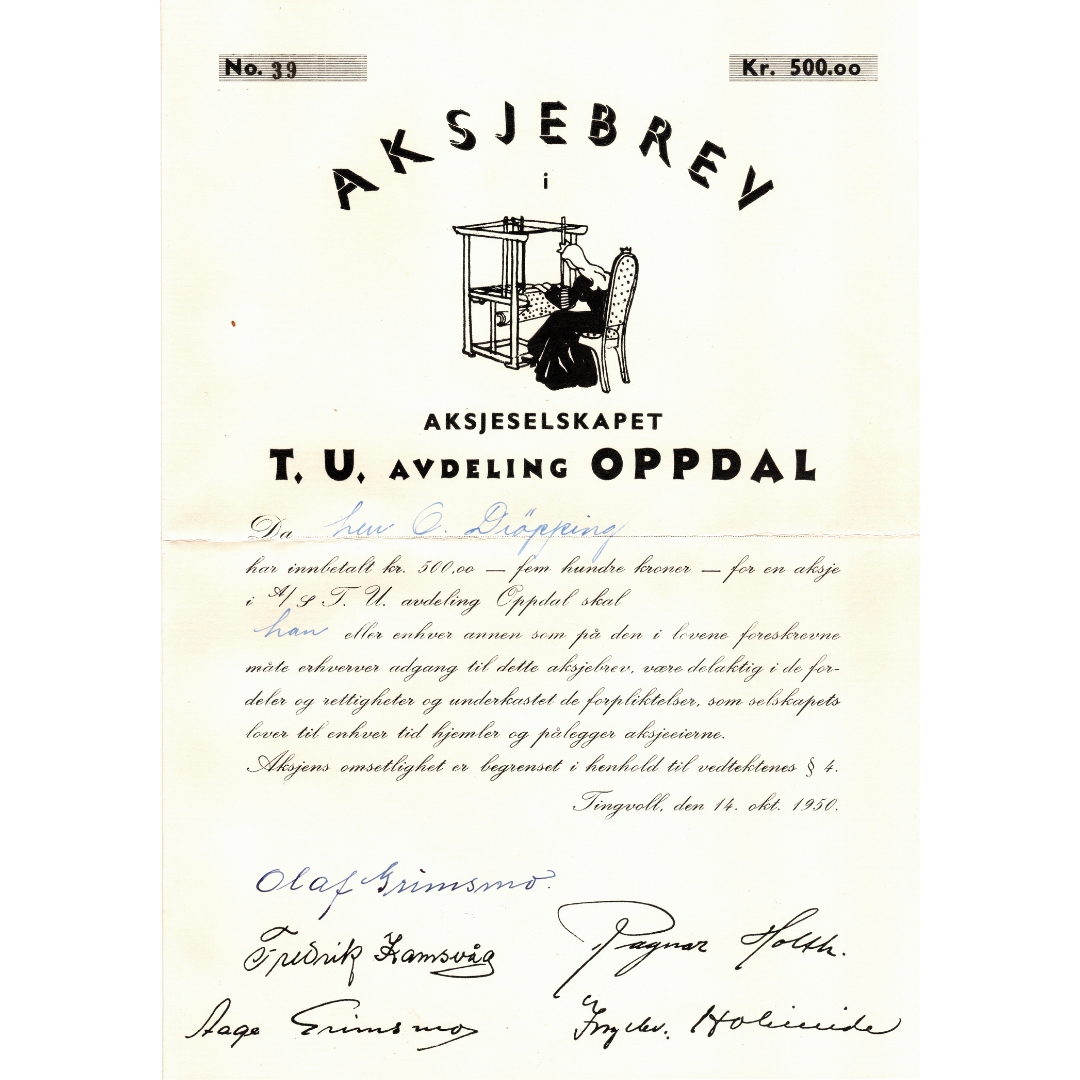 No. 39
Kr. 500.00
AKSJEBREV
i
AKSJESELSKAPET
T. U. AVDELING OPPDAL
Da herr O. Dröpping
har innbetalt kr. 500,00 — fem hundre kroner — for en aksje
i A/S T. U. avdeling Oppdal skal
han eller enhver annen som på den i lovene foreskrevne
måte erhverver adgang til dette aksjebrev, være delaktig i de for-
deler og rettigheter og underkastet de forpliktelser, som selskapets
lover til enhver tid hjemler og pålegger aksjeeierne.
Aksjens omsetlighet er begrenset i henhold til vedtektenes § 4.
Tingvoll, den 14. okt. 1950.
Olaf Grimsmo.
Fredrik Kamsvåg
Ragnar Holth.
Aage Grimsmo